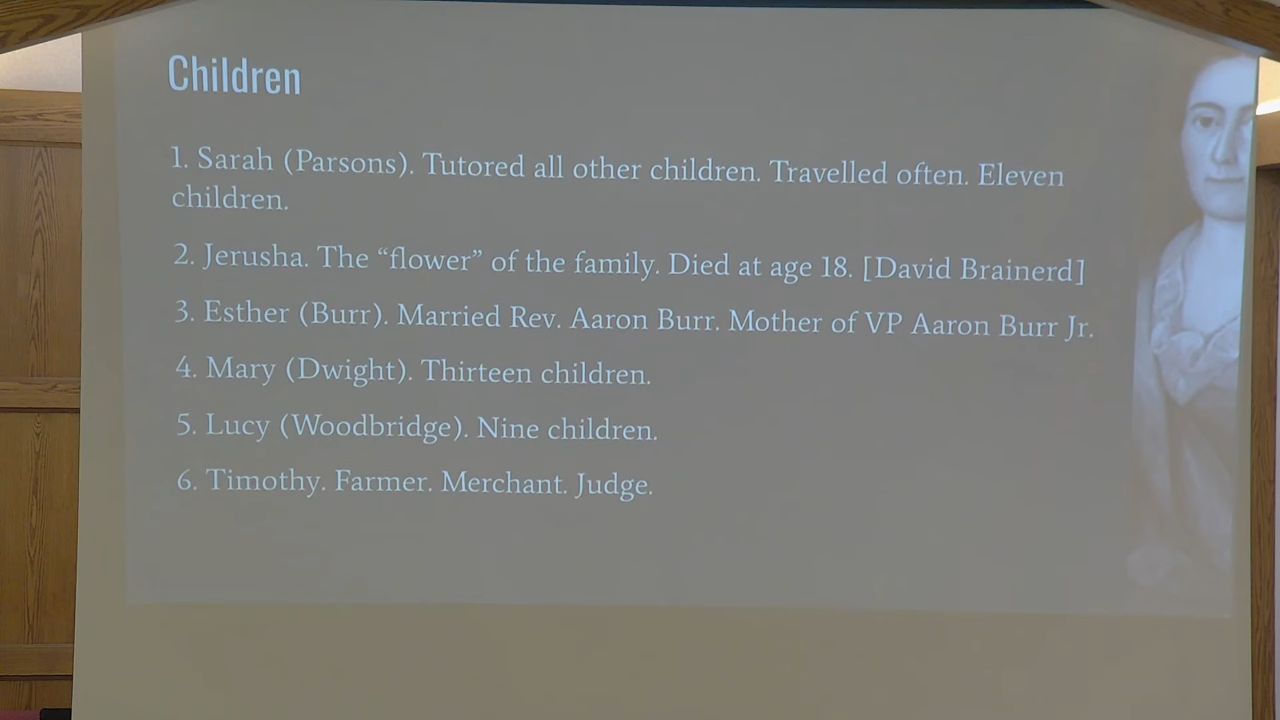 Children
1. Sarah (Parsons). Tutored all other children. Travelled often. Eleven
children.
2. Jerusha. The “flower” of the family. Died at age 18. [David Brainerd]
3. Esther (Burr). Married Rev. Aaron Burr. Mother of VP Aaron Burr Jr.
4. Mary (Dwight). Thirteen children.
5. Lucy (Woodbridge). Nine children.
6. Timothy. Farmer. Merchant. Judge.